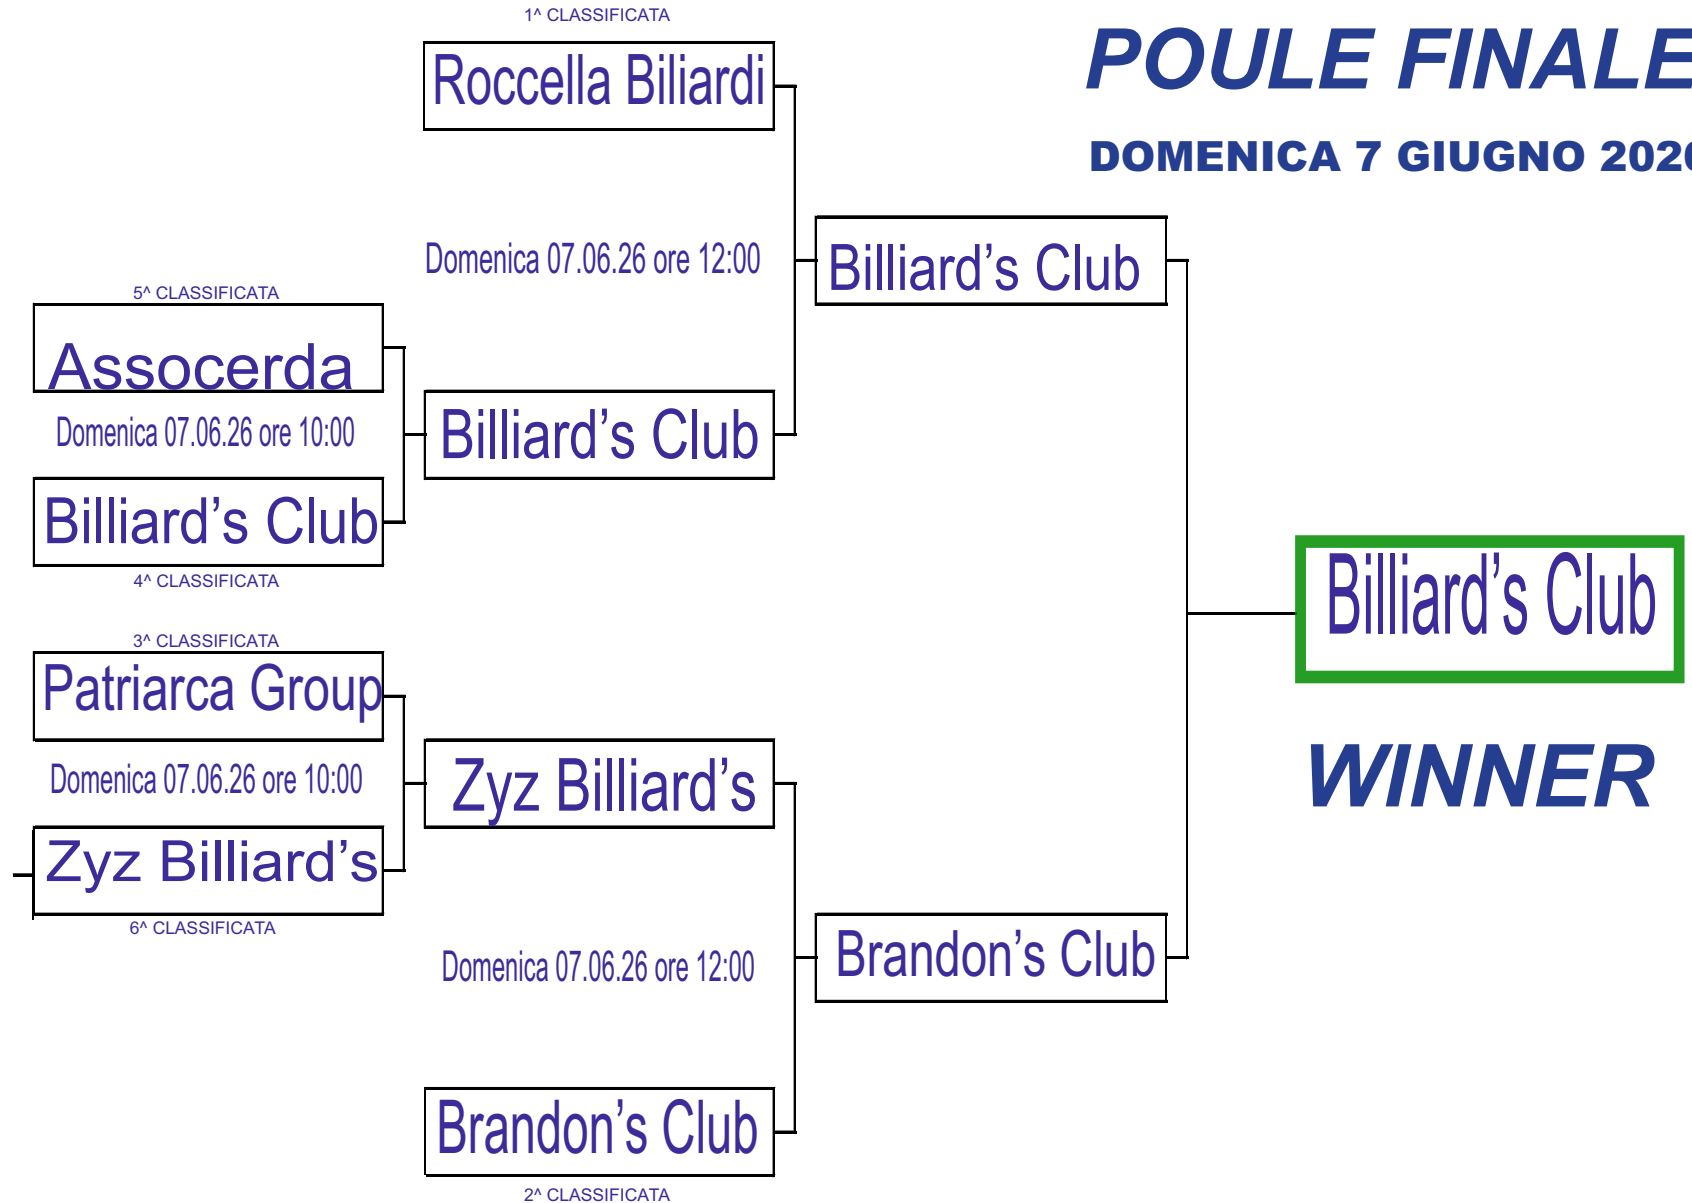 1^ CLASSIFICATA
POULE FINALE
Roccella Biliardi
DOMENICA 7 GIUGNO 202
Domenica 07.06.26 ore 12:00
Billiard’s Club
5^ CLASSIFICATA
Assocerda
Domenica 07.06.26 ore 10:00
Billiard’s Club
Billiard’s Club
4^ CLASSIFICATA
Billiard’s Club
3^ CLASSIFICATA
Patriarca Group
Domenica 07.06.26 ore 10:00
Zyz Billiard’s
WINNER
Zyz Billiard’s
6^ CLASSIFICATA
Domenica 07.06.26 ore 12:00
Brandon’s Club
Brandon’s Club
2^ CLASSIFICATA